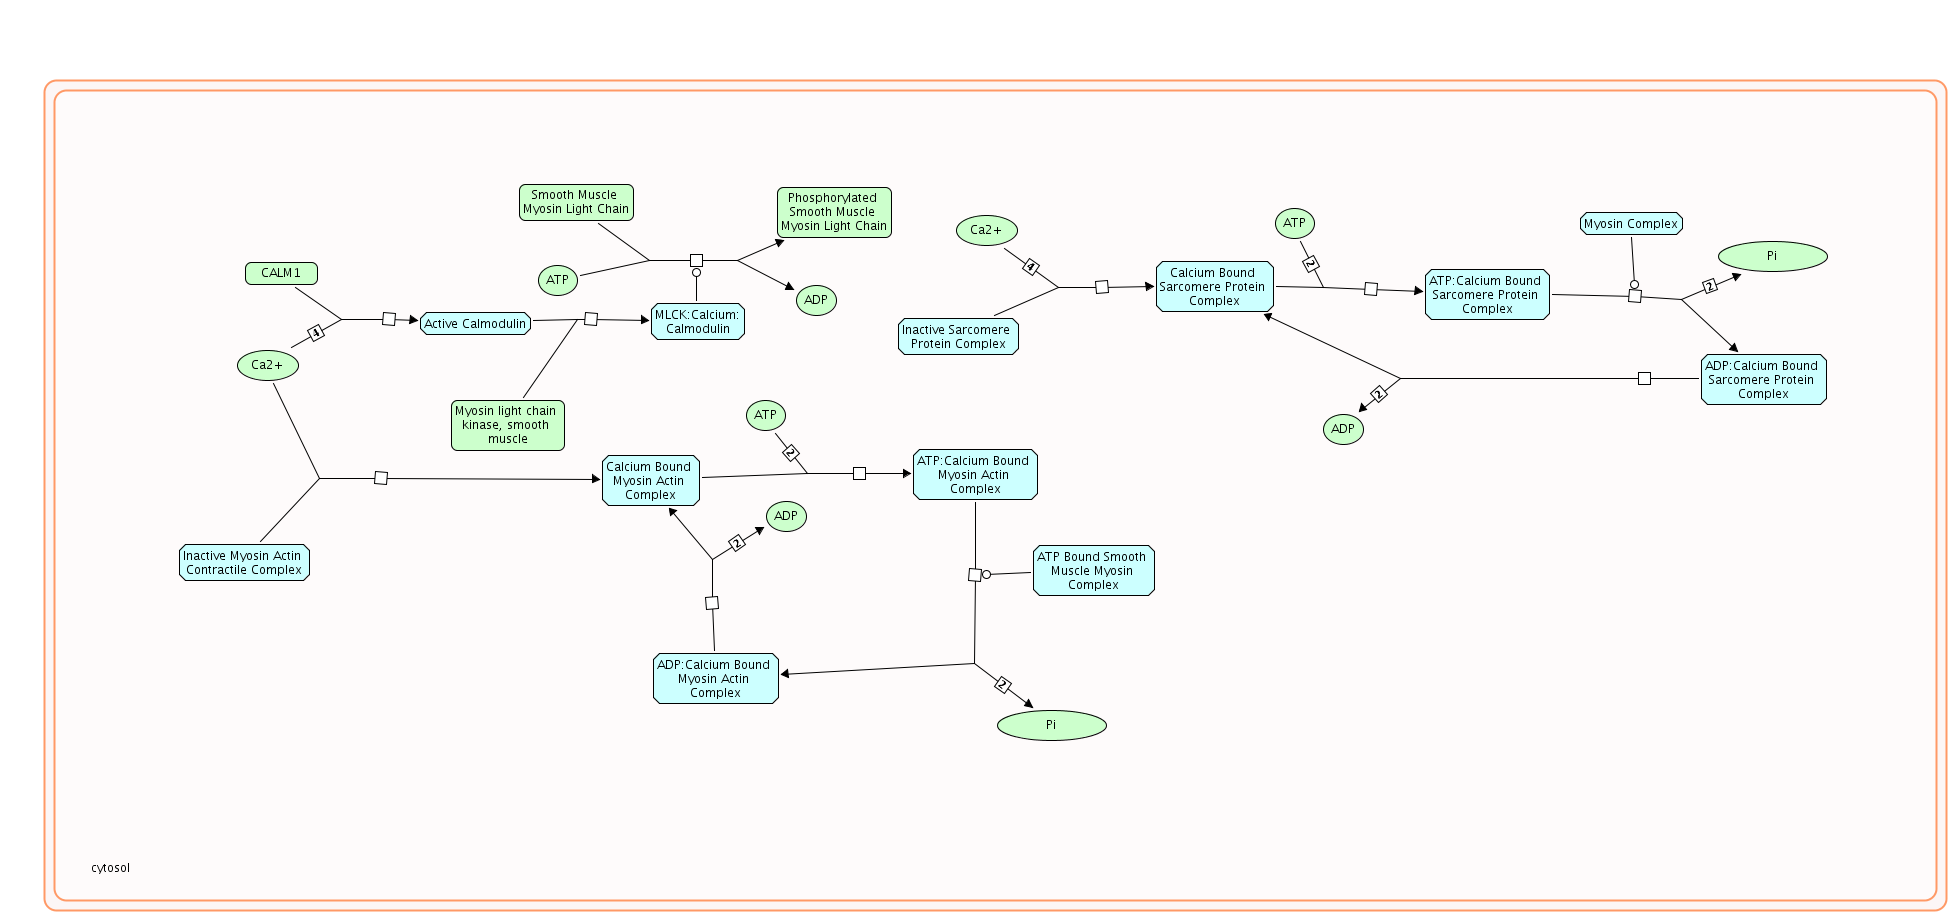 Smooth Muscle
Myosin Light Chain
Phosphorylated
Smooth Muscle
Myosin Light Chain
CALM1
ATP
ADP
4
Active Calmodulin
MLCK:Calcium:
Calmodulin
Ca2+
Myosin light chain
kinase, smooth
muscle
Ca2+
4
Inactive Sarcomere
Protein Complex
Calcium Bound
Sarcomere Protein
Complex
ATP
2
ATP:Calcium Bound
Sarcomere Protein
Complex
Myosin Complex
Pi
2
ADP:Calcium Bound
Sarcomere Protein
Complex
2
ADP
ATP
2
Calcium Bound
Myosin Actin
Complex
ATP:Calcium Bound
Myosin Actin
Complex
ADP
2
Inactive Myosin Actin
Contractile Complex
ATP Bound Smooth
Muscle Myosin
Complex
ADP:Calcium Bound
Myosin Actin
Complex
2
Pi
cytosol